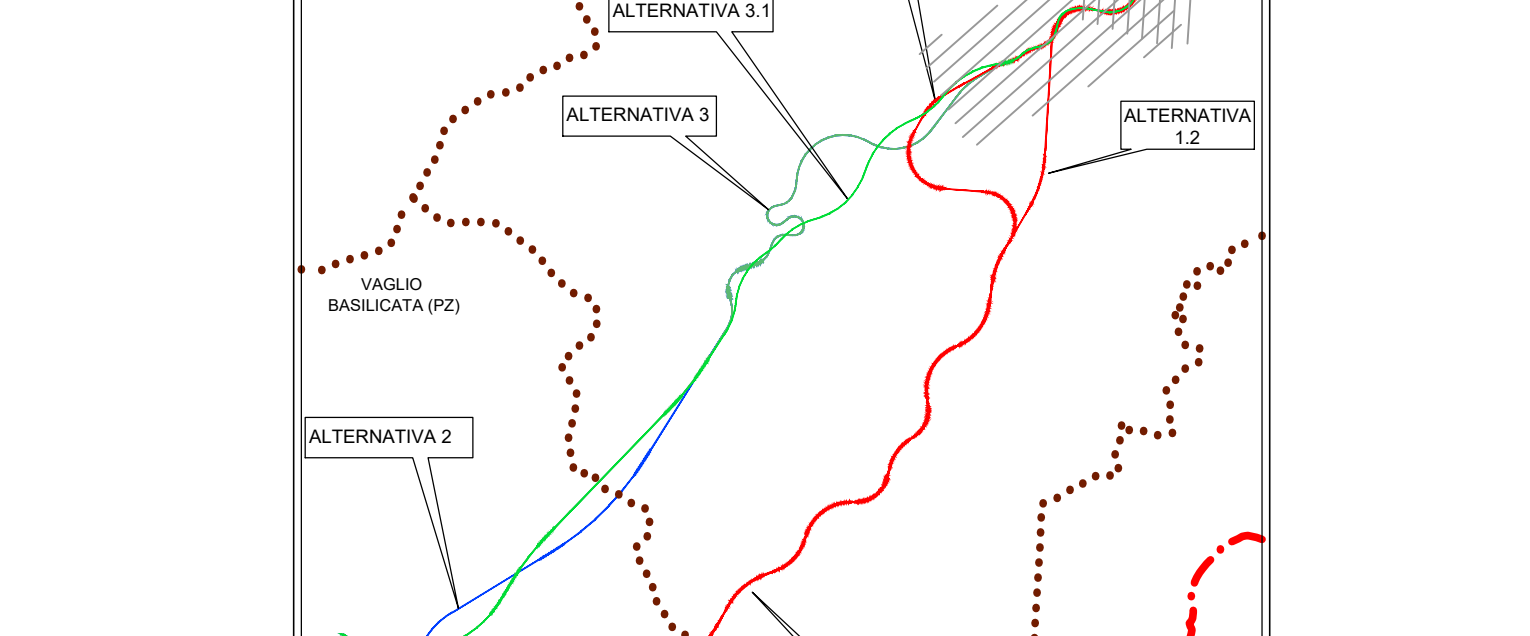 ALTERNATIVA 3.1
ALTERNATIVA 3
ALTERNATIVA
1.2
VAGLIO
BASILICATA (PZ)
ALTERNATIVA 2